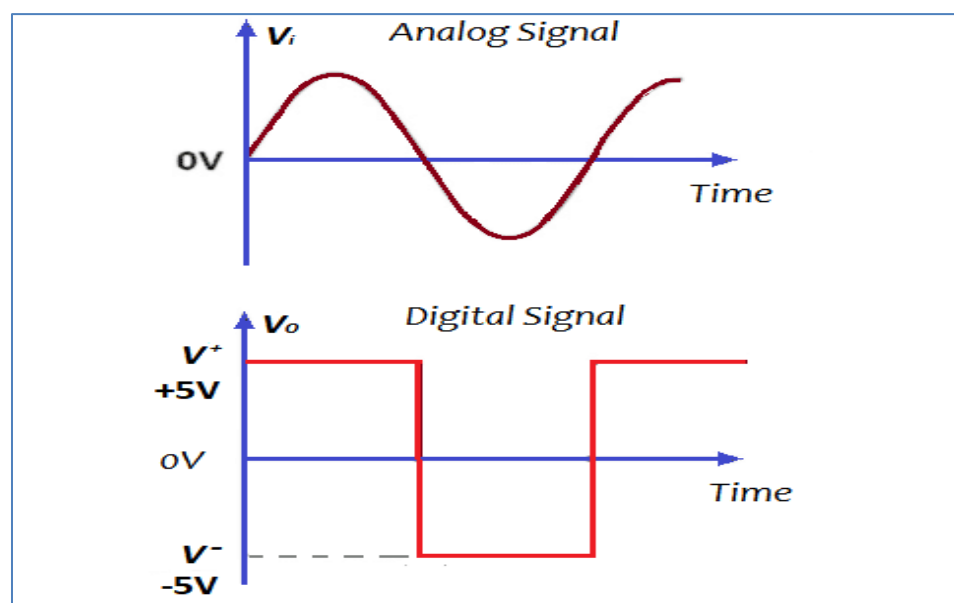 Vi Analog Signal
0V
Time
Vo Digital Signal
V+
+5V
0V
Time
V-
-5V